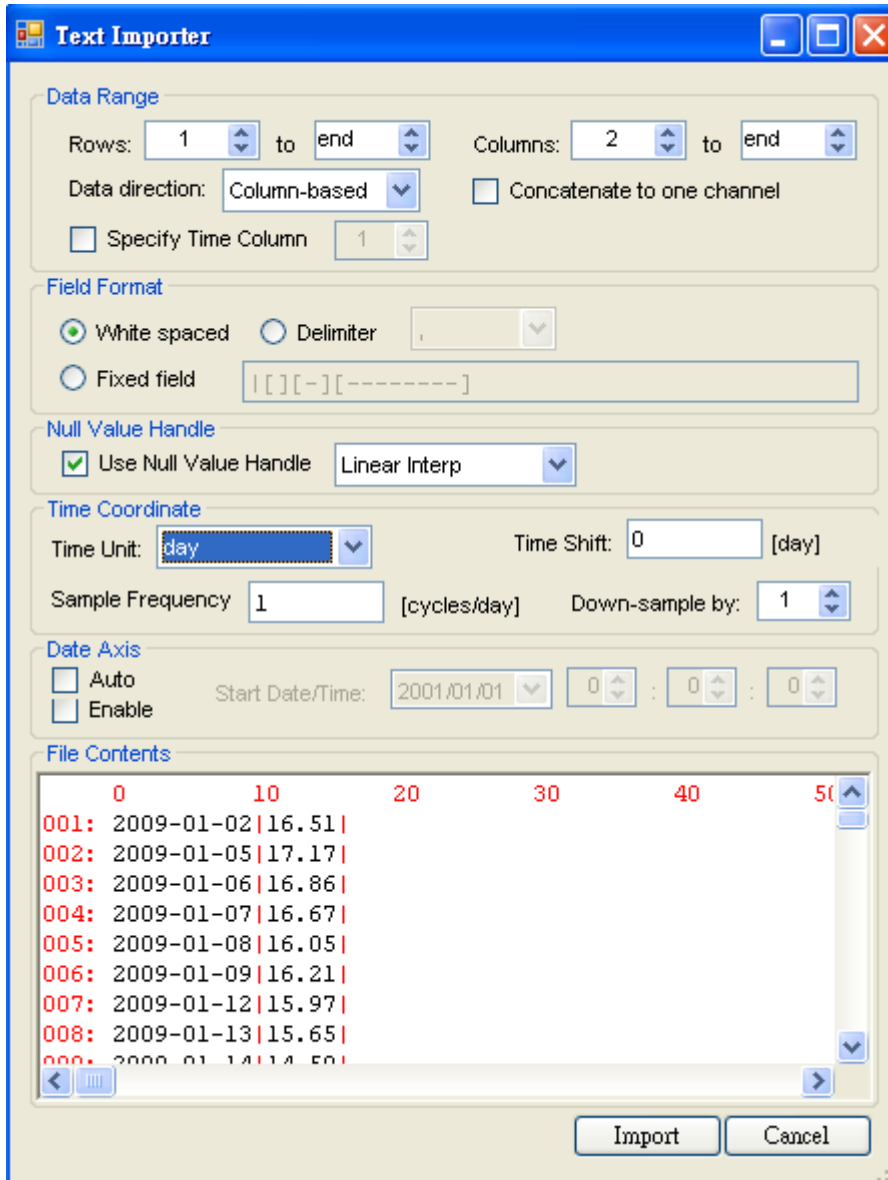 Text Importer
Data Range
Rows: 1 to end Columns: 2 to end
Data direction: Column-based Concatenate to one channel
Specify Time Column 1
Field Format
White spaced Delimiter ,
Fixed field |[][-][--------]
Null Value Handle
Use Null Value Handle Linear Interp
Time Coordinate
Time Unit: day Time Shift: 0 [day]
Sample Frequency 1 [cycles/day] Down-sample by: 1
Date Axis
Auto
Enable Start Date/Time: 2001/01/01 0 : 0 : 0
File Contents
0 10 20 30 40
001: 2009-01-02|16.51|
002: 2009-01-05|17.17|
003: 2009-01-06|16.86|
004: 2009-01-07|16.67|
005: 2009-01-08|16.05|
006: 2009-01-09|16.21|
007: 2009-01-12|15.97|
008: 2009-01-13|15.65|
Import Cancel